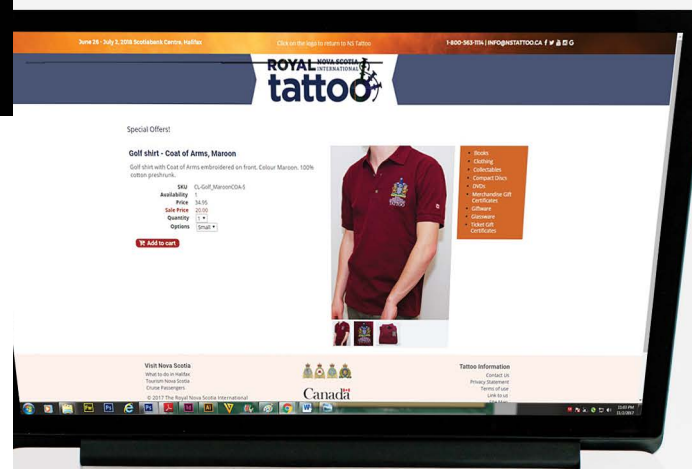 June 28 - July 3, 2018 Scotiabank Centre, Halifax
Click on the logo to return to NS Tattoo
1-800-563-1114 | INFO@NSTATTOO.CA
ROYAL NOVA SCOTIA
INTERNATIONAL
tattoo
Special Offers!
Golf shirt - Coat of Arms, Maroon
Golf shirt with Coat of Arms embroidered on front. Colour Maroon. 100%
cotton preshrunk.
SKU CL-Golf_MaroonCOA-S
Availability 1
Price 34.95
Sale Price 20.00
Quantity 1
Options Small
Add to cart
Books
Clothing
Collectables
Compact Discs
DVDs
Merchandise Gift
Certificates
Giftware
Glassware
Ticket Gift
Certificates
Visit Nova Scotia
What to do in Halifax
Tourism Nova Scotia
Cruise Passengers
© 2017 The Royal Nova Scotia International
Canada
Tattoo Information
Contact Us
Privacy Statement
Terms of use
Link to us
Site Map